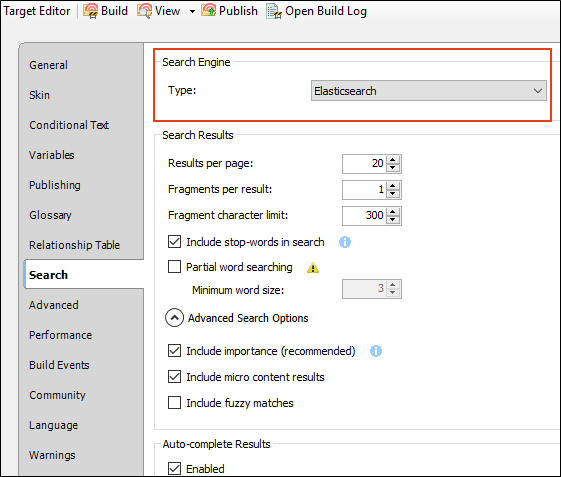 Target Editor Build View Publish Open Build Log
General
Skin
Conditional Text
Variables
Publishing
Glossary
Relationship Table
Search
Advanced
Performance
Build Events
Community
Language
Warnings
Search Engine
Type: Elasticsearch
Search Results
Results per page: 20
Fragments per result: 1
Fragment character limit: 300
Include stop-words in search
Partial word searching
Minimum word size: 3
Advanced Search Options
Include importance (recommended)
Include micro content results
Include fuzzy matches
Auto-complete Results
Enabled